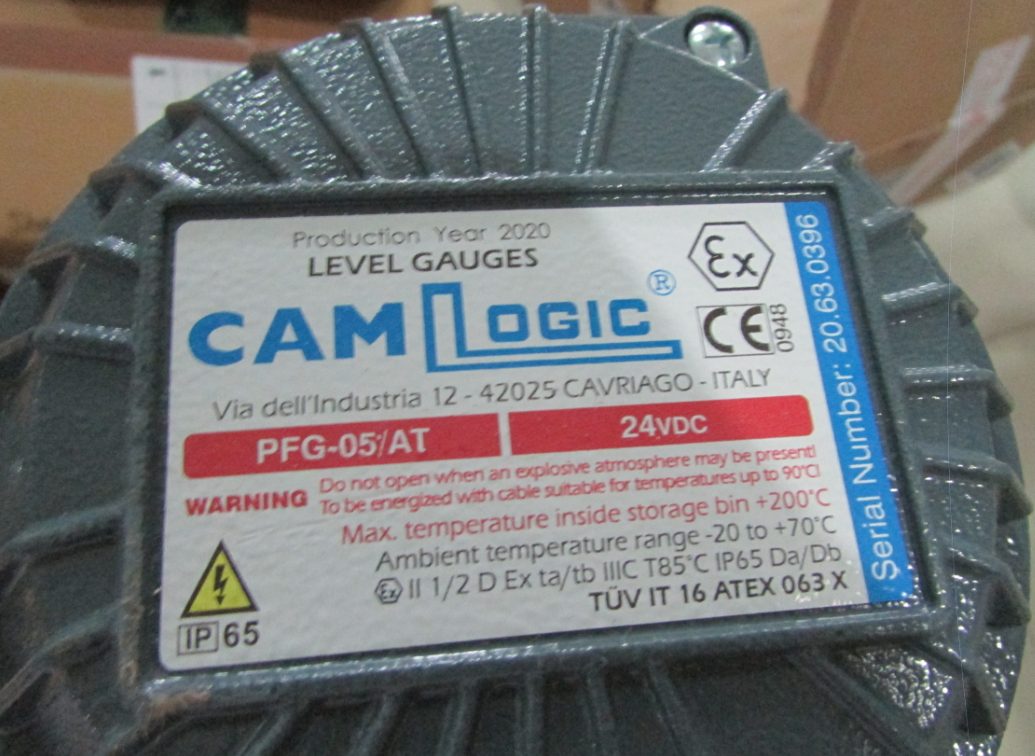 Production Year 2020
LEVEL GAUGES
CAMLOGIC®
Ex
CE 0948
Via dell'Industria 12 - 42025 CAVRIAGO - ITALY
PFG-05/AT 24VDC
WARNING Do not open when an explosive atmosphere may be present!
To be energized with cable suitable for temperatures up to 90°C!
Max. temperature inside storage bin +200°C
Ambient temperature range -20 to +70°C
Ex II 1/2 D Ex ta/tb IIIC T85°C IP65 Da/Db
TÜV IT 16 ATEX 063 X
IP 65
Serial Number: 20.63.0396